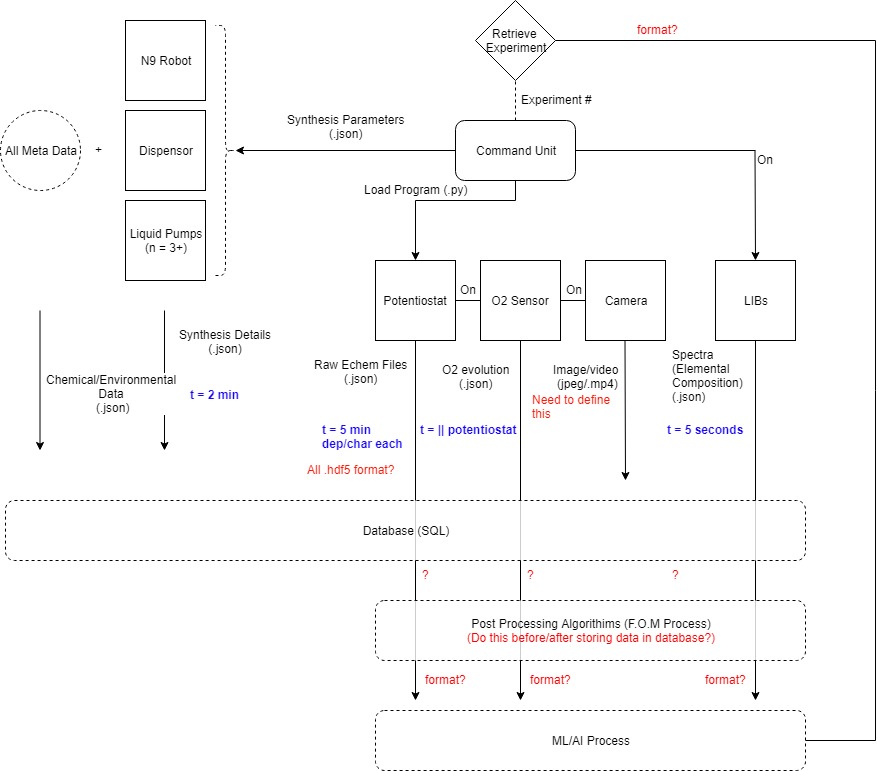 Retrieve
Experiment
format?
N9 Robot
Experiment #
Synthesis Parameters
(.json)
All Meta Data
+
Dispensor
Command Unit
On
Load Program (.py)
Liquid Pumps
(n = 3+)
Potentiostat
On
O2 Sensor
On
Camera
LIBs
Synthesis Details
(.json)
Chemical/Environmental
Data
(.json)
t = 2 min
Raw Echem Files
(.json)
O2 evolution
(.json)
Image/video
(jpeg/.mp4)
Need to define
this
Spectra
(Elemental
Composition)
(.json)
t = 5 min
dep/char each
t = || potentiostat
t = 5 seconds
All .hdf5 format?
Database (SQL)
?
?
?
Post Processing Algorithims (F.O.M Process)
(Do this before/after storing data in database?)
format?
format?
format?
ML/AI Process